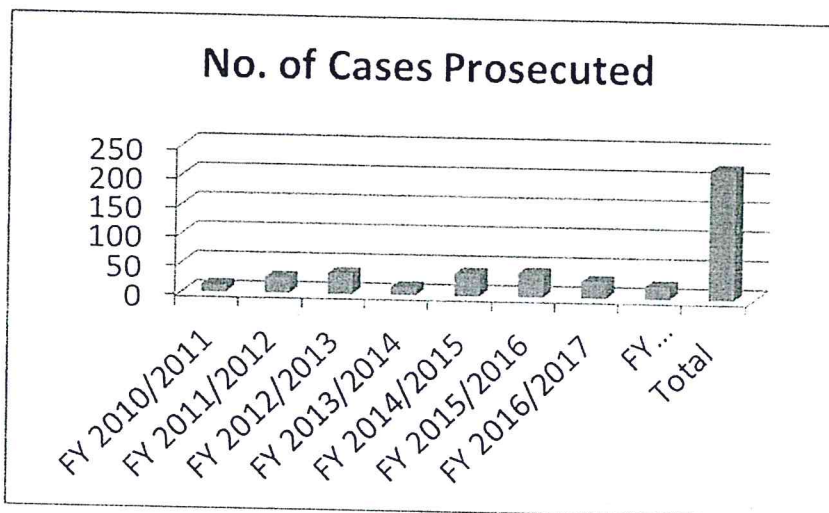 No. of Cases Prosecuted
250
200
150
100
50
0
FY 2010/2011
FY 2011/2012
FY 2012/2013
FY 2013/2014
FY 2014/2015
FY 2015/2016
FY 2016/2017
FY...
Total